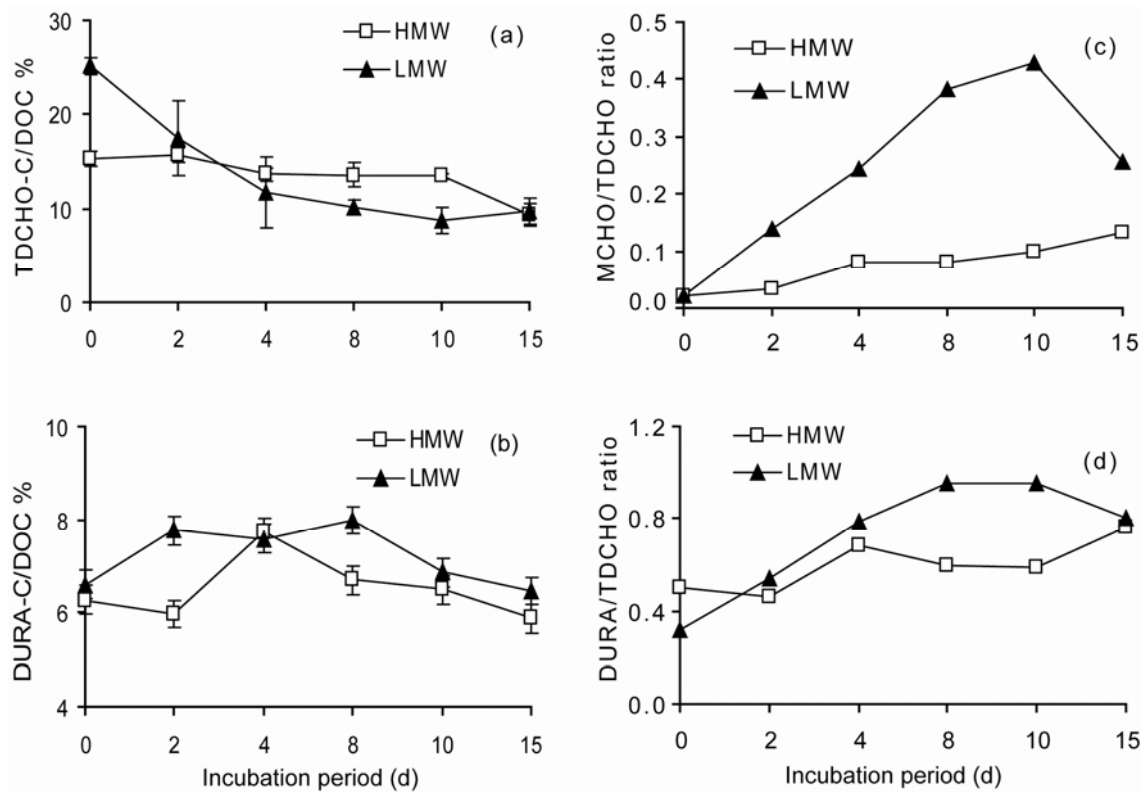 TDCHO-C/DOC %
30
20
10
0
HMW
LMW
(a)
0 2 4 8 10 15
MCHO/TDCHO ratio
0.5
0.4
0.3
0.2
0.1
0.0
HMW
LMW
(c)
0 2 4 8 10 15
DURA-C/DOC %
10
8
6
4
HMW
LMW
(b)
0 2 4 8 10 15
Incubation period (d)
DURA/TDCHO ratio
1.2
0.8
0.4
0.0
HMW
LMW
(d)
0 2 4 8 10 15
Incubation period (d)